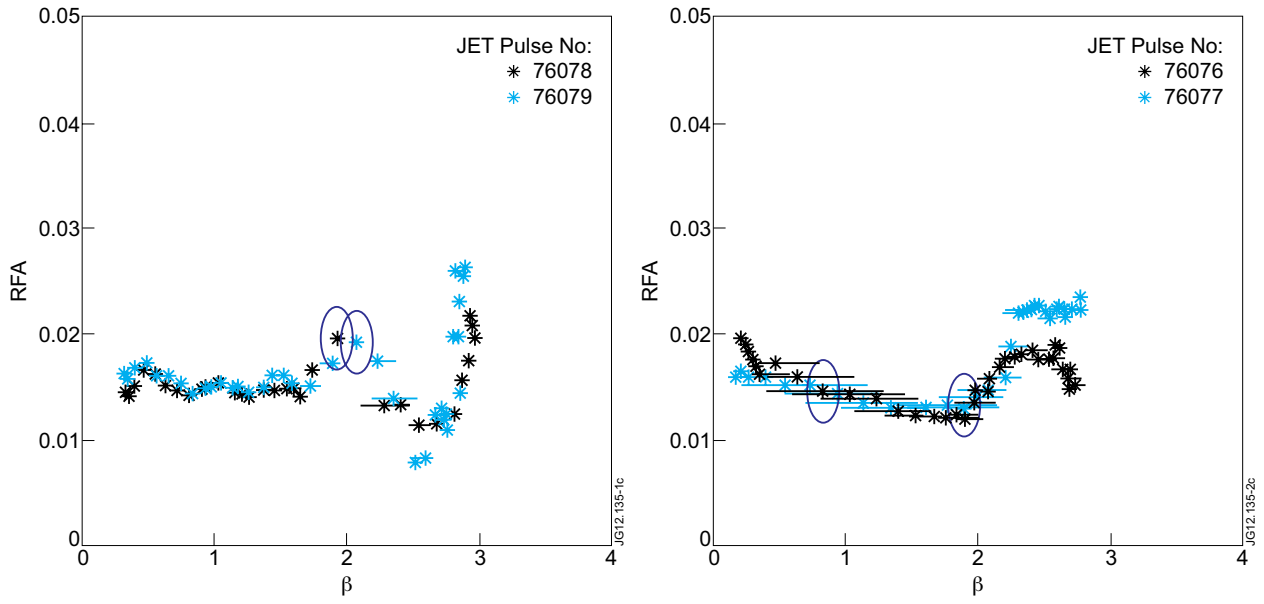 0.05
JET Pulse No:
76078
76079
0.04
0.03
RFA
0.02
0.01
0
0 1 2 3 4
β
JG12.135-1c
0.05
JET Pulse No:
76076
76077
0.04
0.03
RFA
0.02
0.01
0
0 1 2 3 4
β
JG12.135-2c